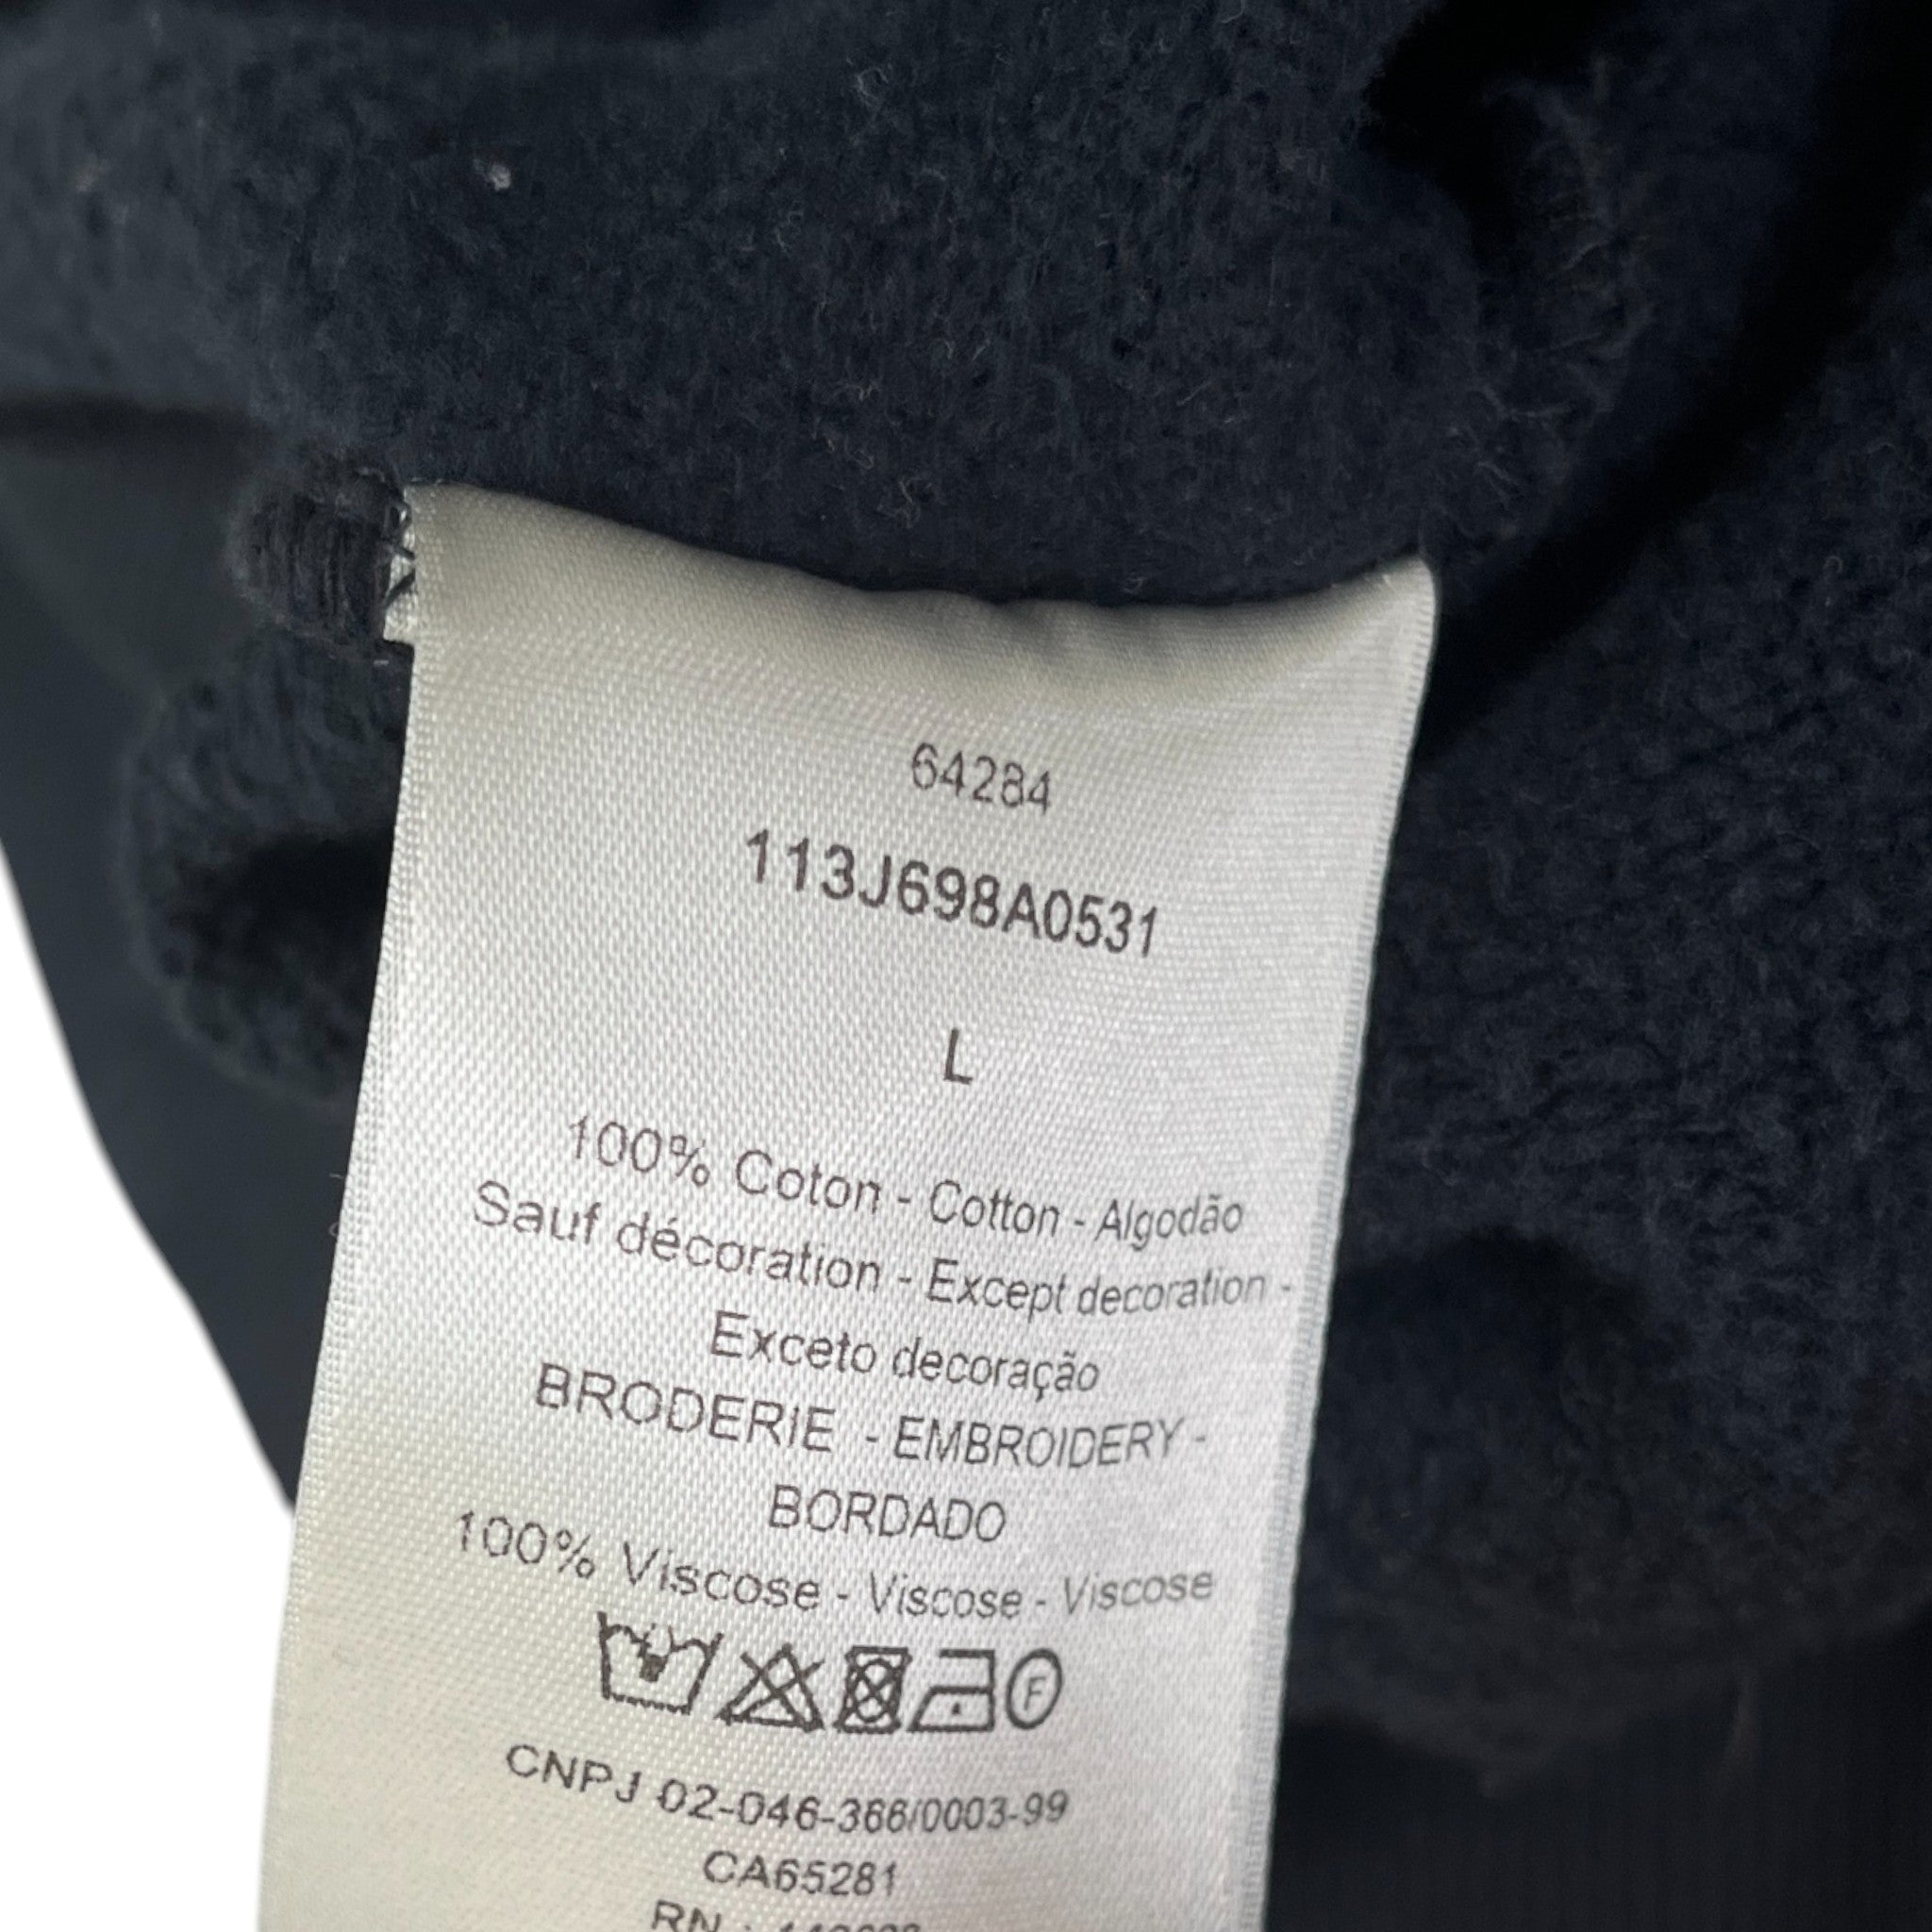 64284
113J698A0531
L
100% Coton - Cotton - Algodão
Sauf décoration - Except decoration -
Exceto decoração
BRODERIE - EMBROIDERY -
BORDADO
100% Viscose - Viscose - Viscose
F
CNPJ 02-046-366/0003-99
CA65281
RN :